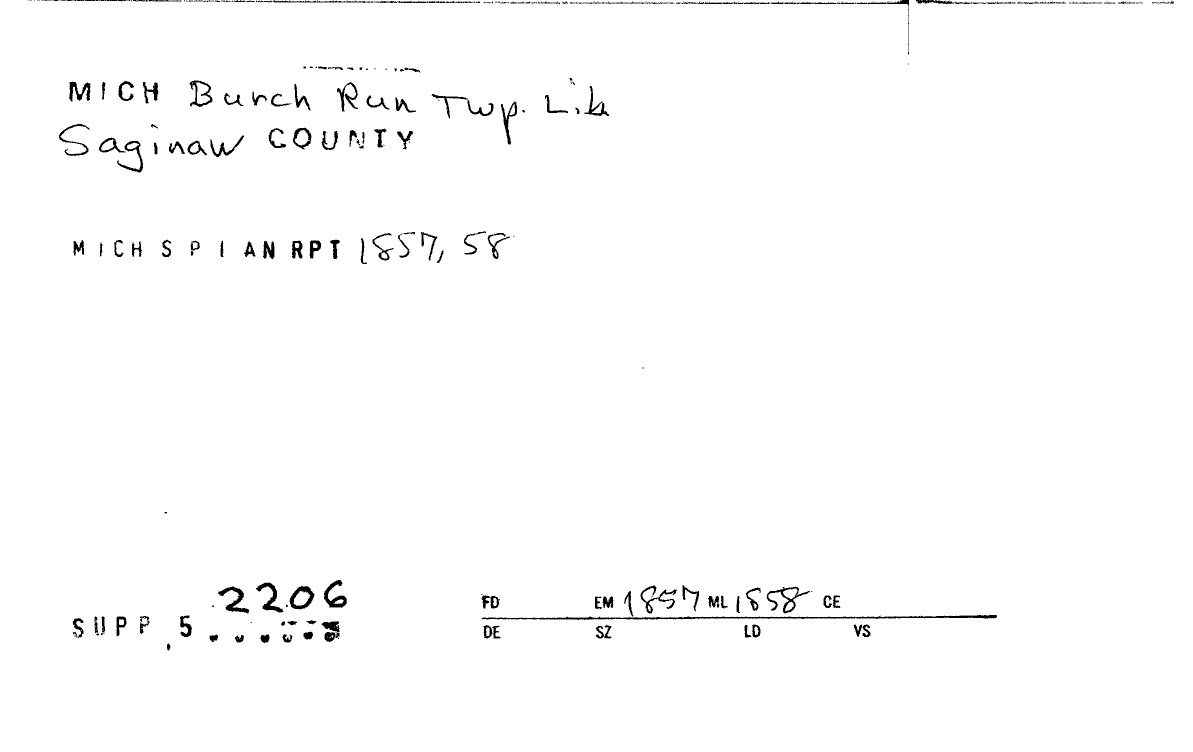 MICH Burch Run Twp. Lib
Saginaw COUNTY
MICH S P I AN RPT 1857, 58
2206
SUPP, 5
FD EM 1857 ML 1858 CE
DE SZ LD VS